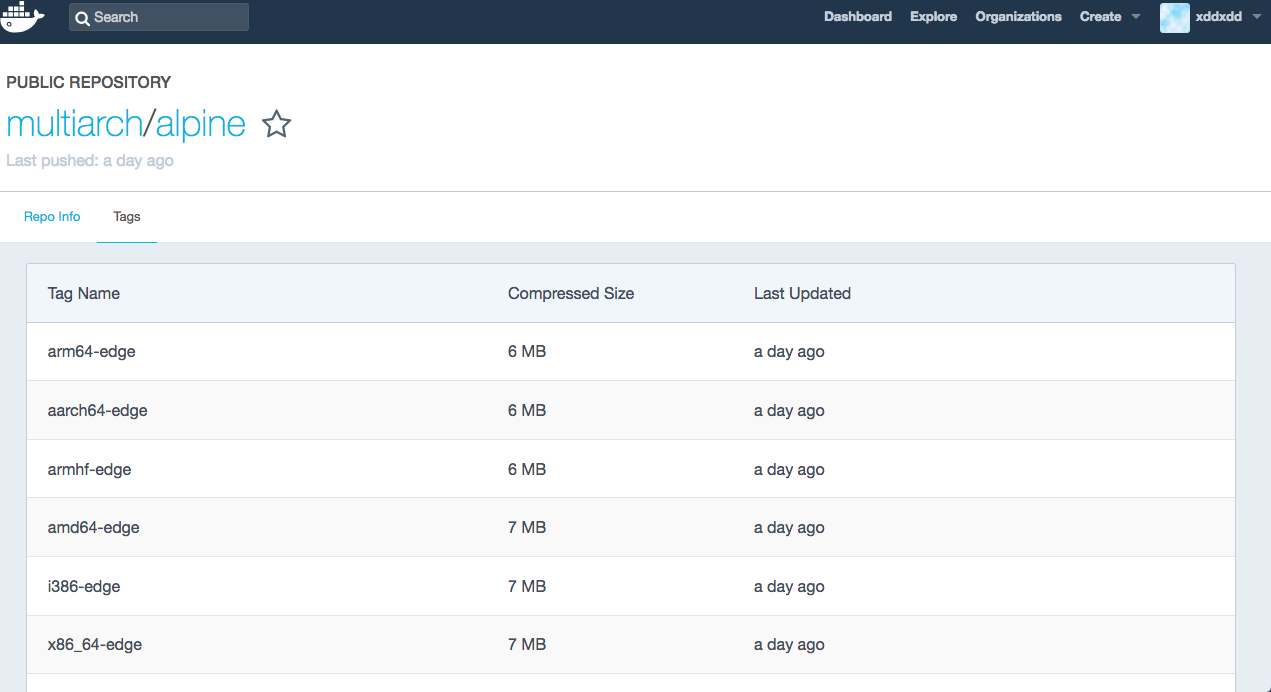 Search Dashboard Explore Organizations Create xddxdd
PUBLIC REPOSITORY
multiarch/alpine
Last pushed: a day ago
Repo Info Tags
Tag Name Compressed Size Last Updated
arm64-edge 6 MB a day ago
aarch64-edge 6 MB a day ago
armhf-edge 6 MB a day ago
amd64-edge 7 MB a day ago
i386-edge 7 MB a day ago
x86_64-edge 7 MB a day ago